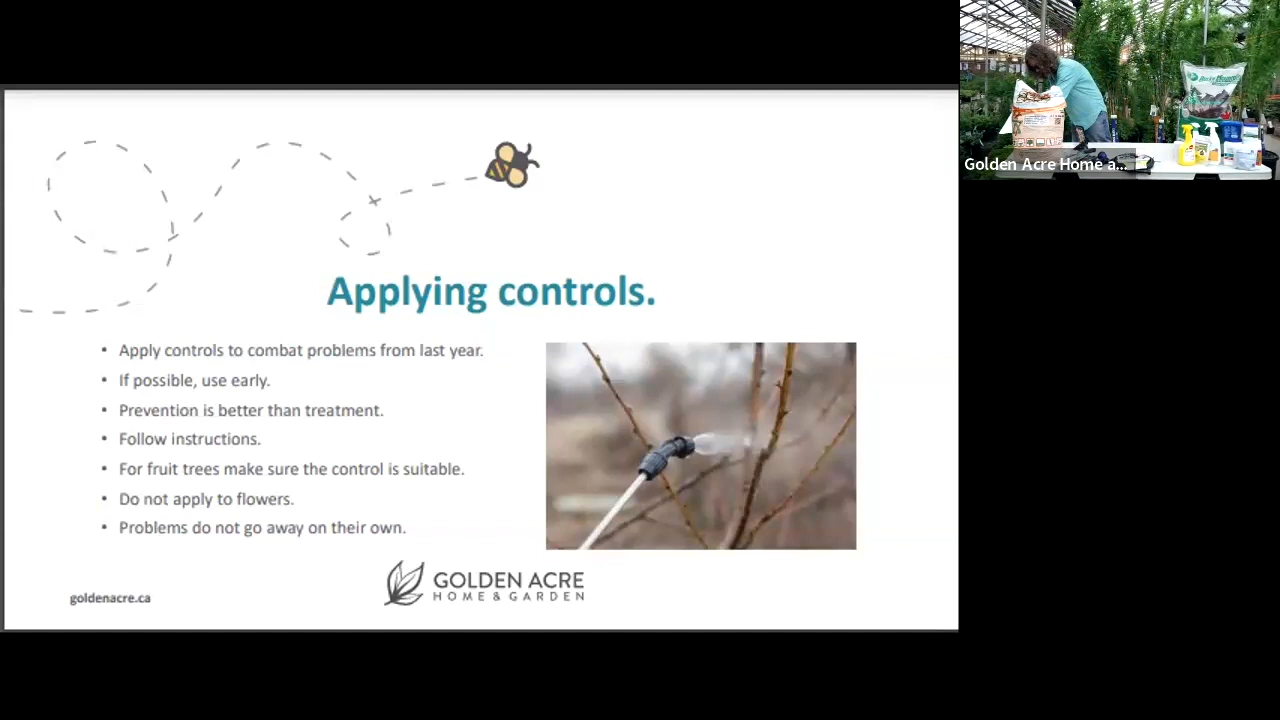 Golden Acre Home a...
Applying controls.
• Apply controls to combat problems from last year.
• If possible, use early.
• Prevention is better than treatment.
• Follow instructions.
• For fruit trees make sure the control is suitable.
• Do not apply to flowers.
• Problems do not go away on their own.
goldenacre.ca
GOLDEN ACRE
HOME & GARDEN